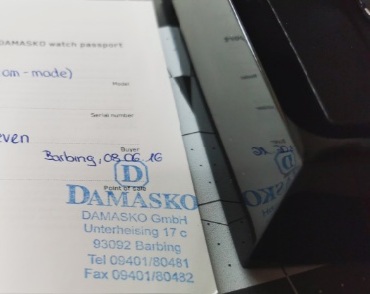 DAMASKO watch passport
om-made)
Model
Serial number
even
Buyer
Barbing, 09.06.16
D
Point of sale
DAMASKO
DAMASKO GmbH
Unterheising 17 c
93092 Barbing
Tel 09401/80481
Fax 09401/80482